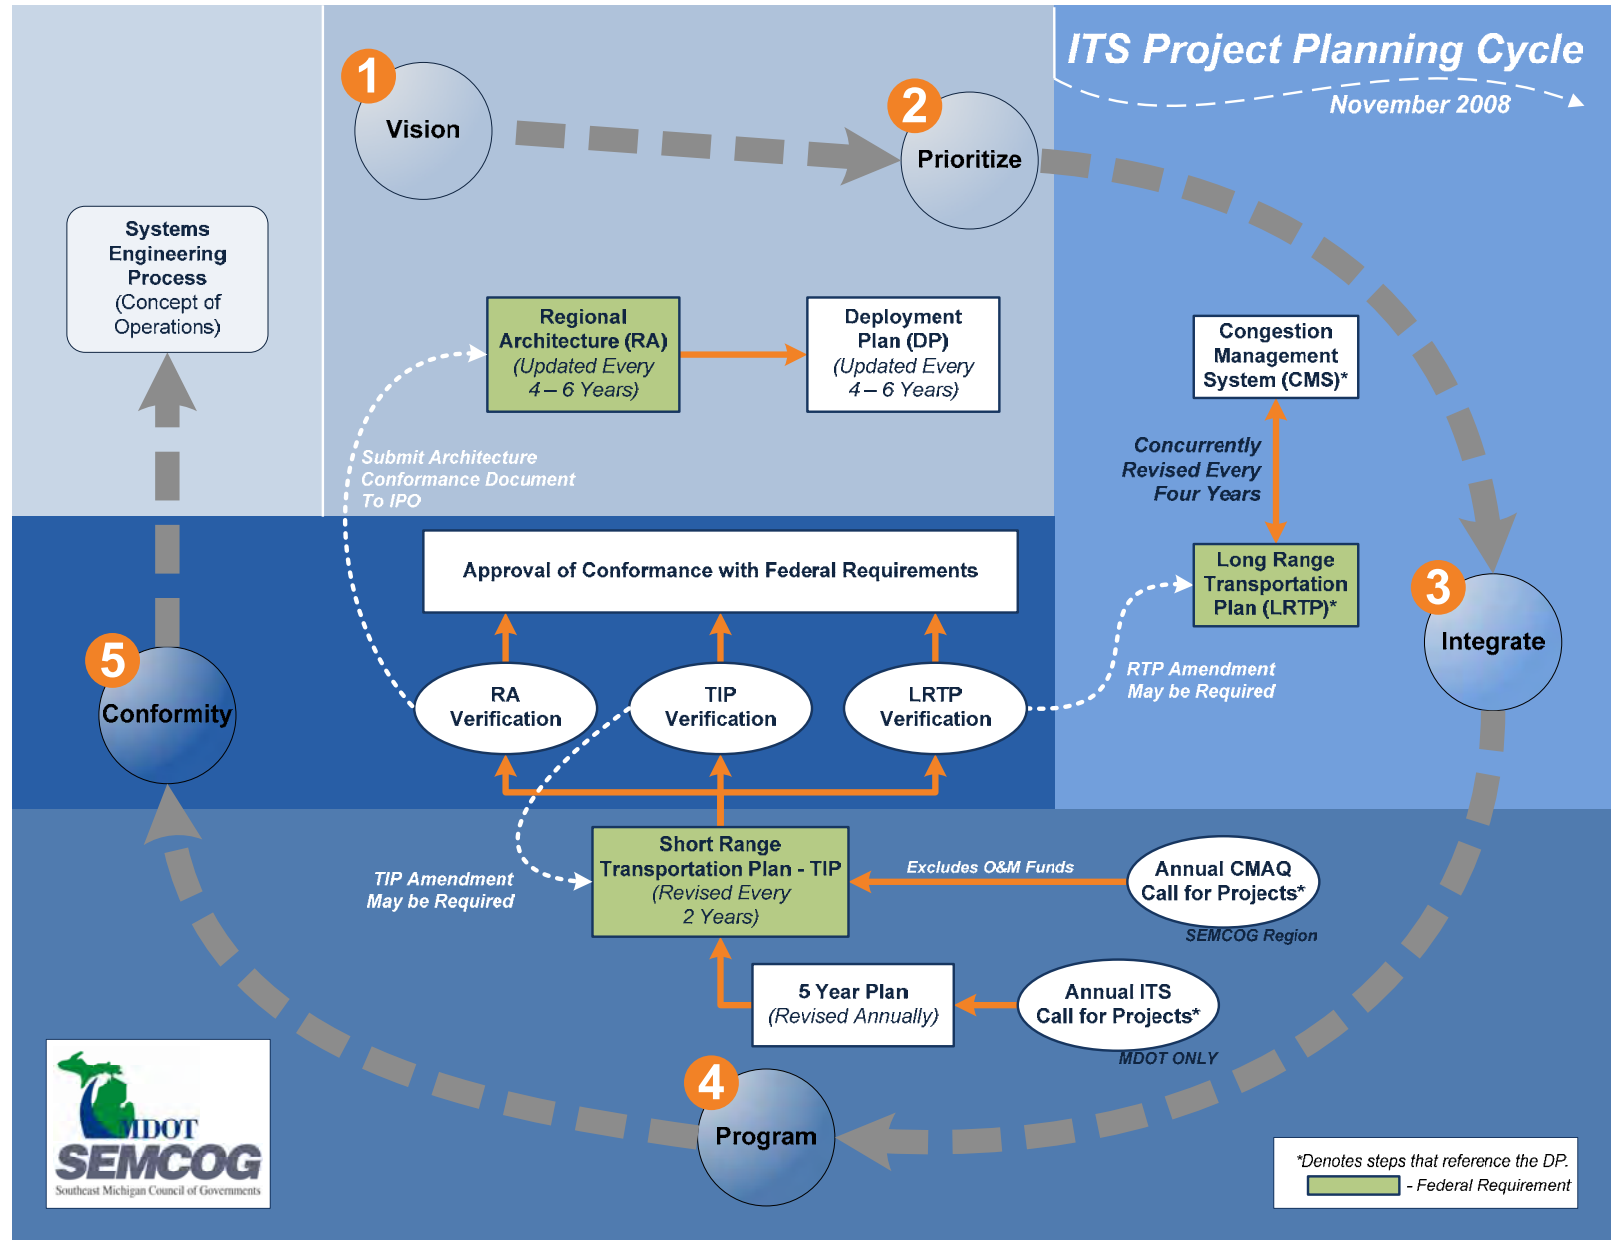 ITS Project Planning Cycle
November 2008
1
Vision
2
Prioritize
Systems
Engineering
Process
(Concept of
Operations)
Regional
Architecture (RA)
(Updated Every
4 – 6 Years)
Deployment
Plan (DP)
(Updated Every
4 – 6 Years)
Congestion
Management
System (CMS)*
Concurrently
Revised Every
Four Years
Submit Architecture
Conformance Document
To IPO
Long Range
Transportation
Plan (LRTP)*
3
Integrate
Approval of Conformance with Federal Requirements
RTP Amendment
May be Required
5
Conformity
RA
Verification
TIP
Verification
LRTP
Verification
Short Range
Transportation Plan - TIP
(Revised Every
2 Years)
TIP Amendment
May be Required
Excludes O&M Funds
Annual CMAQ
Call for Projects*
SEMCOG Region
5 Year Plan
(Revised Annually)
Annual ITS
Call for Projects*
MDOT ONLY
4
Program
MDOT
SEMCOG
Southeast Michigan Council of Governments
*Denotes steps that reference the DP.
- Federal Requirement